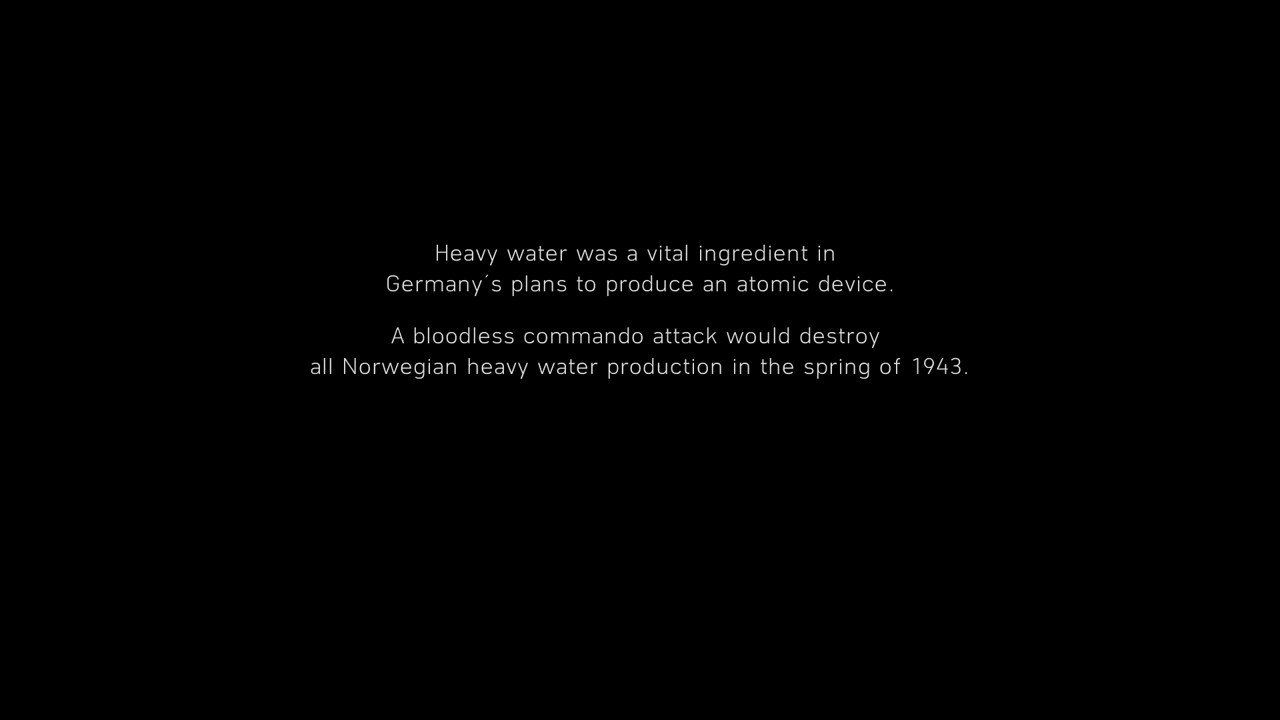 Heavy water was a vital ingredient in
Germany´s plans to produce an atomic device.
A bloodless commando attack would destroy
all Norwegian heavy water production in the spring of 1943.